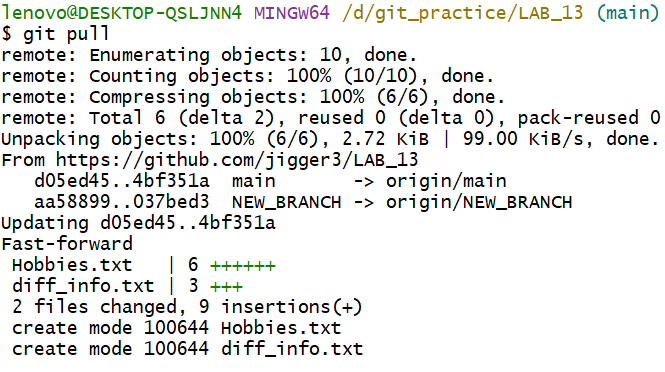 lenovo@DESKTOP-QSLJNN4 MINGW64 /d/git_practice/LAB_13 (main)
$ git pull
remote: Enumerating objects: 10, done.
remote: Counting objects: 100% (10/10), done.
remote: Compressing objects: 100% (6/6), done.
remote: Total 6 (delta 2), reused 0 (delta 0), pack-reused 0
Unpacking objects: 100% (6/6), 2.72 KiB | 99.00 KiB/s, done.
From https://github.com/jigger3/LAB_13
   d05ed45..4bf351a  main       -> origin/main
   aa58899..037bed3  NEW_BRANCH -> origin/NEW_BRANCH
Updating d05ed45..4bf351a
Fast-forward
 Hobbies.txt   | 6 ++++++
 diff_info.txt | 3 +++
 2 files changed, 9 insertions(+)
 create mode 100644 Hobbies.txt
 create mode 100644 diff_info.txt